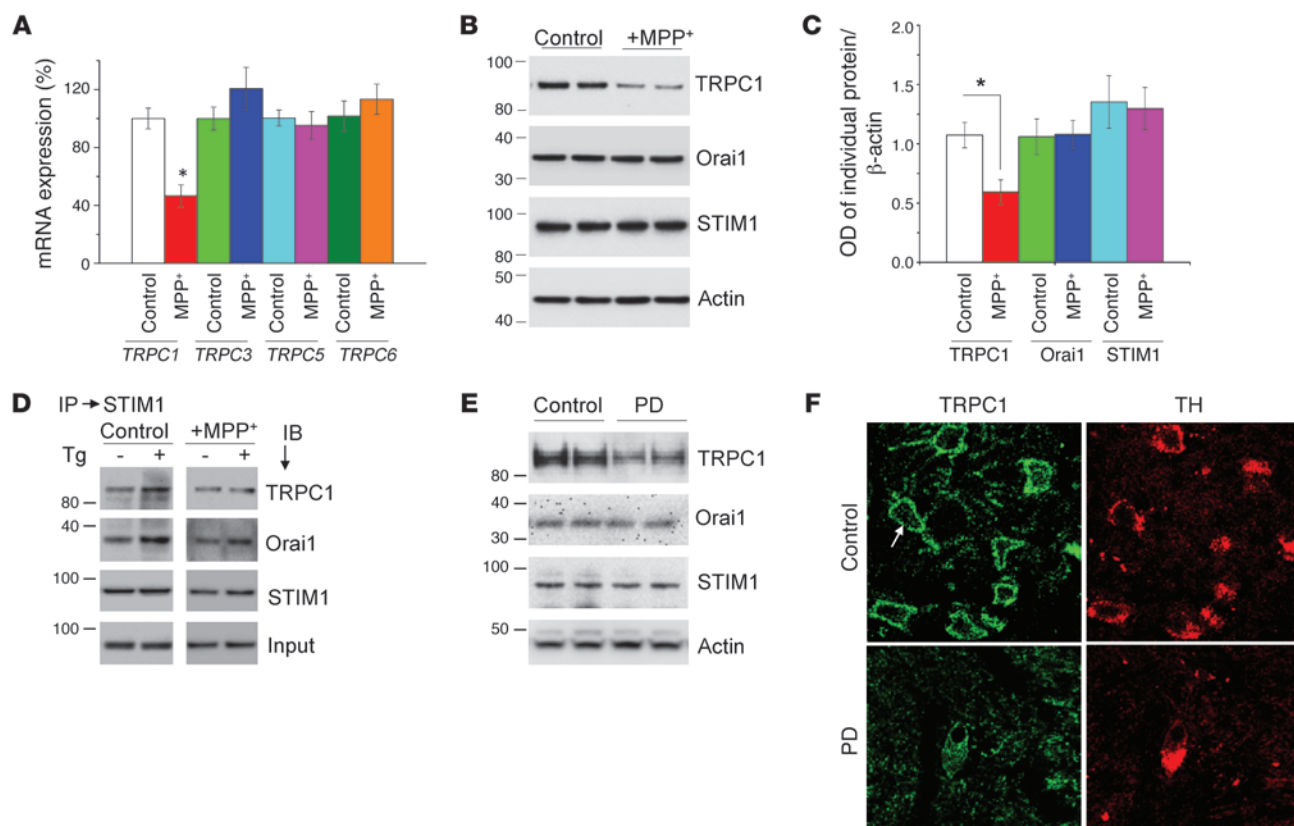 A
mRNA expression (%)
120
80
40
0
Control
MPP⁺
Control
MPP⁺
Control
MPP⁺
Control
MPP⁺
*
TRPC1
TRPC3
TRPC5
TRPC6
B
Control
+MPP⁺
100
80
TRPC1
40
30
Orai1
100
80
STIM1
50
40
Actin
C
OD of individual protein/
β-actin
2.0
1.5
1.0
0.5
0.0
*
Control
MPP⁺
Control
MPP⁺
Control
MPP⁺
TRPC1
Orai1
STIM1
D
IP → STIM1
Control
+MPP⁺
IB
Tg - + - +
80
TRPC1
40
Orai1
100
STIM1
100
Input
E
Control
PD
80
TRPC1
40
30
Orai1
100
STIM1
50
Actin
F
TRPC1
TH
Control
PD